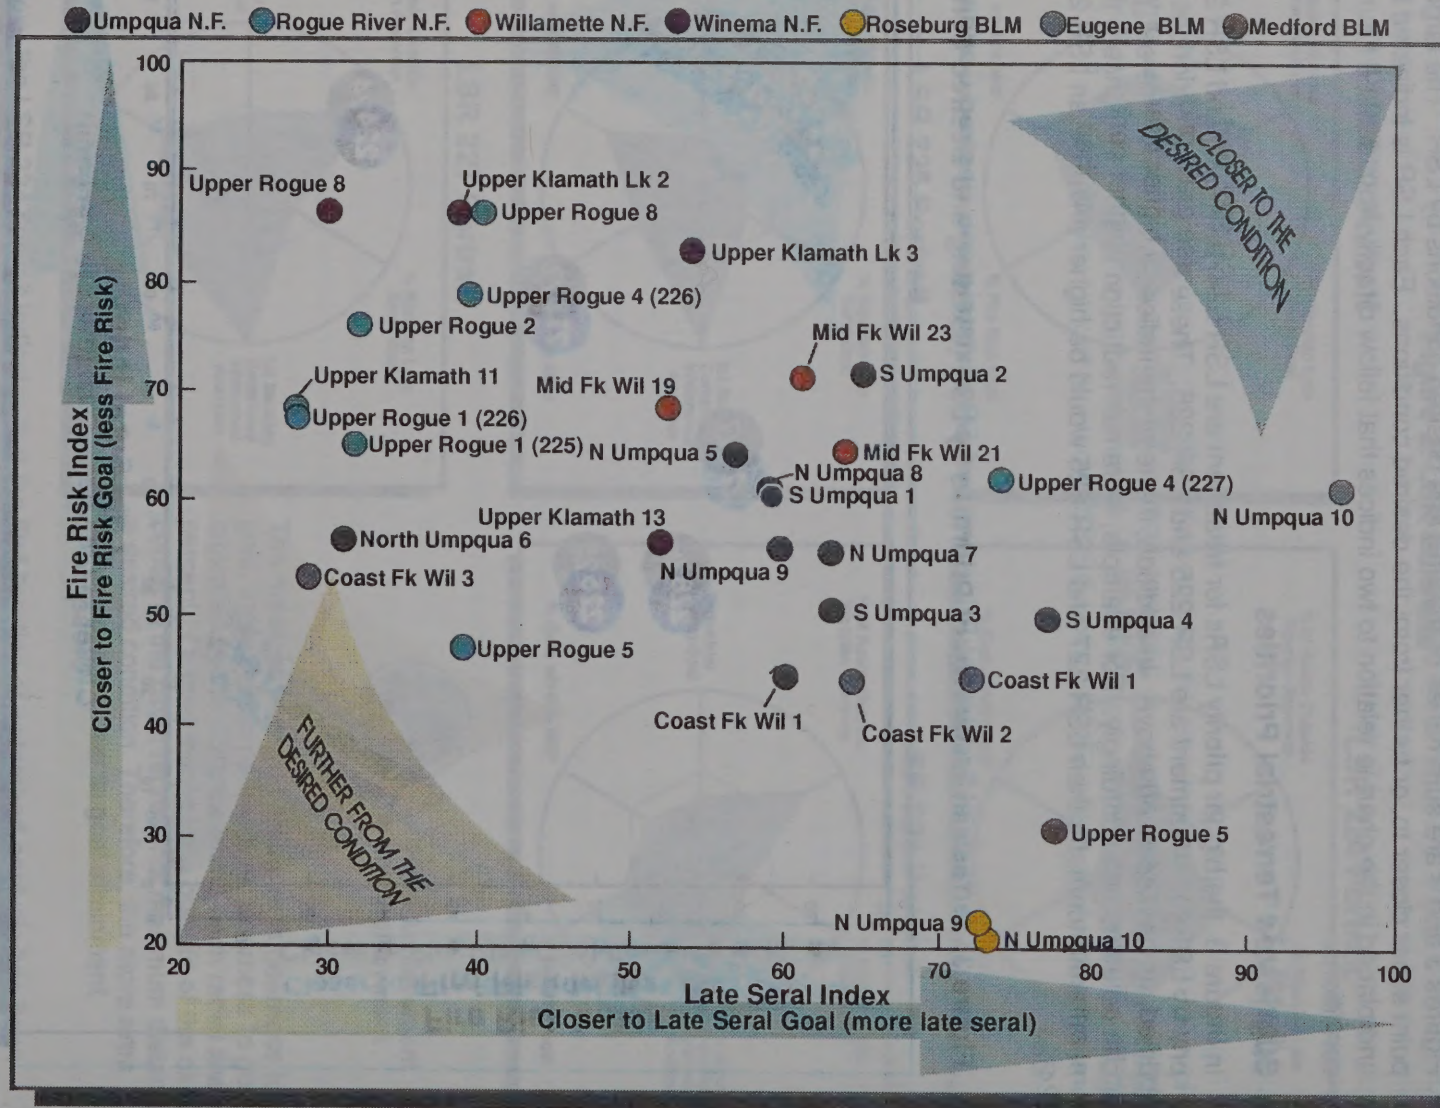 Umpqua N.F. Rogue River N.F. Willamette N.F. Winema N.F. Roseburg BLM Eugene BLM Medford BLM
100
90
80
70
60
50
40
30
20
Fire Risk Index
Closer to Fire Risk Goal (less Fire Risk)
CLOSER TO THE
DESIRED CONDITION
Upper Rogue 8
Upper Klamath Lk 2
Upper Rogue 8
Upper Klamath Lk 3
Upper Rogue 4 (226)
Upper Rogue 2
Mid Fk Wil 23
S Umpqua 2
Upper Klamath 11
Mid Fk Wil 19
Upper Rogue 1 (226)
Upper Rogue 1 (225)
N Umpqua 5
Mid Fk Wil 21
N Umpqua 8
S Umpqua 1
Upper Rogue 4 (227)
N Umpqua 10
Upper Klamath 13
North Umpqua 6
N Umpqua 9
N Umpqua 7
Coast Fk Wil 3
S Umpqua 3
S Umpqua 4
Upper Rogue 5
Coast Fk Wil 1
Coast Fk Wil 1
Coast Fk Wil 2
FURTHER FROM THE
DESIRED CONDITION
Upper Rogue 5
N Umpqua 9
N Umpqua 10
20 30 40 50 60 70 80 90 100
Late Seral Index
Closer to Late Seral Goal (more late seral)